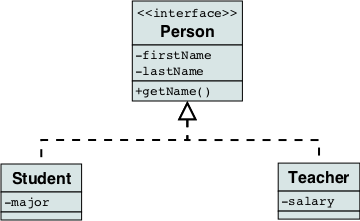 <<interface>>
Person
-firstName
-lastName
+getName()
Student
-major
Teacher
-salary